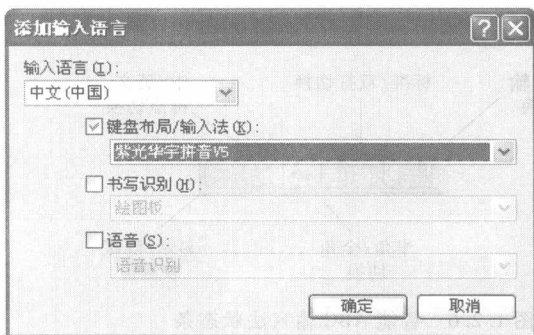 添加输入语言
输入语言(I):
中文(中国)
键盘布局/输入法(K):
紫光华宇拼音V5
书写识别(H):
绘图板
语音(S):
语音识别
确定 取消